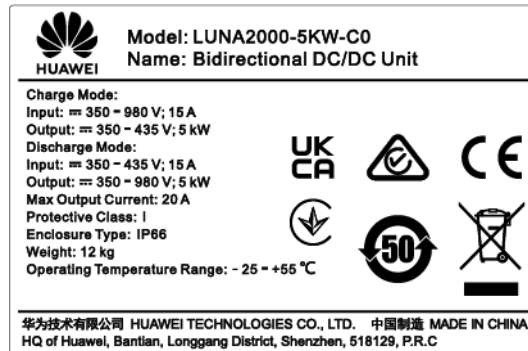 HUAWEI
Model: LUNA2000-5KW-C0
Name: Bidirectional DC/DC Unit
Charge Mode:
Input: ⎓ 350 - 980 V; 15 A
Output: ⎓ 350 - 435 V; 5 kW
Discharge Mode:
Input: ⎓ 350 - 435 V; 15 A
Output: ⎓ 350 - 980 V; 5 kW
Max Output Current: 20 A
Protective Class: I
Enclosure Type: IP66
Weight: 12 kg
Operating Temperature Range: - 25 - +55 ℃
UK
CA
CE
50
华为技术有限公司 HUAWEI TECHNOLOGIES CO., LTD. 中国制造 MADE IN CHINA
HQ of Huawei, Bantian, Longgang District, Shenzhen, 518129, P.R.C